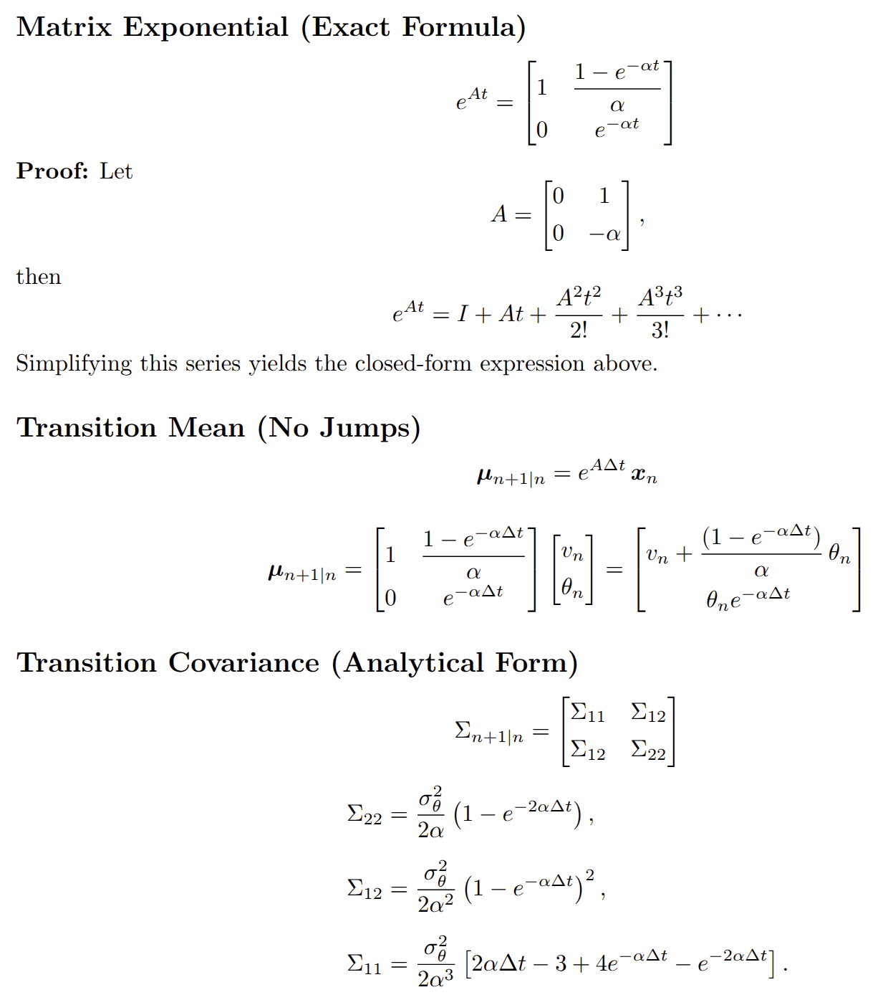 Matrix Exponential (Exact Formula)
$e^{At} = \begin{bmatrix} 1 & \dfrac{1 - e^{-\alpha t}}{\alpha} \\ 0 & e^{-\alpha t} \end{bmatrix}$
Proof: Let
$A = \begin{bmatrix} 0 & 1 \\ 0 & -\alpha \end{bmatrix},$
then
$e^{At} = I + At + \dfrac{A^2 t^2}{2!} + \dfrac{A^3 t^3}{3!} + \cdots$
Simplifying this series yields the closed-form expression above.
Transition Mean (No Jumps)
$\boldsymbol{\mu}_{n+1|n} = e^{A\Delta t} \, \boldsymbol{x}_n$
$\boldsymbol{\mu}_{n+1|n} = \begin{bmatrix} 1 & \dfrac{1 - e^{-\alpha \Delta t}}{\alpha} \\ 0 & e^{-\alpha \Delta t} \end{bmatrix} \begin{bmatrix} v_n \\ \theta_n \end{bmatrix} = \begin{bmatrix} v_n + \dfrac{(1 - e^{-\alpha \Delta t})}{\alpha} \, \theta_n \\ \theta_n e^{-\alpha \Delta t} \end{bmatrix}$
Transition Covariance (Analytical Form)
$\Sigma_{n+1|n} = \begin{bmatrix} \Sigma_{11} & \Sigma_{12} \\ \Sigma_{12} & \Sigma_{22} \end{bmatrix}$
$\Sigma_{22} = \dfrac{\sigma_\theta^2}{2\alpha} \left(1 - e^{-2\alpha \Delta t}\right),$
$\Sigma_{12} = \dfrac{\sigma_\theta^2}{2\alpha^2} \left(1 - e^{-\alpha \Delta t}\right)^2,$
$\Sigma_{11} = \dfrac{\sigma_\theta^2}{2\alpha^3} \left[2\alpha \Delta t - 3 + 4e^{-\alpha \Delta t} - e^{-2\alpha \Delta t}\right].$